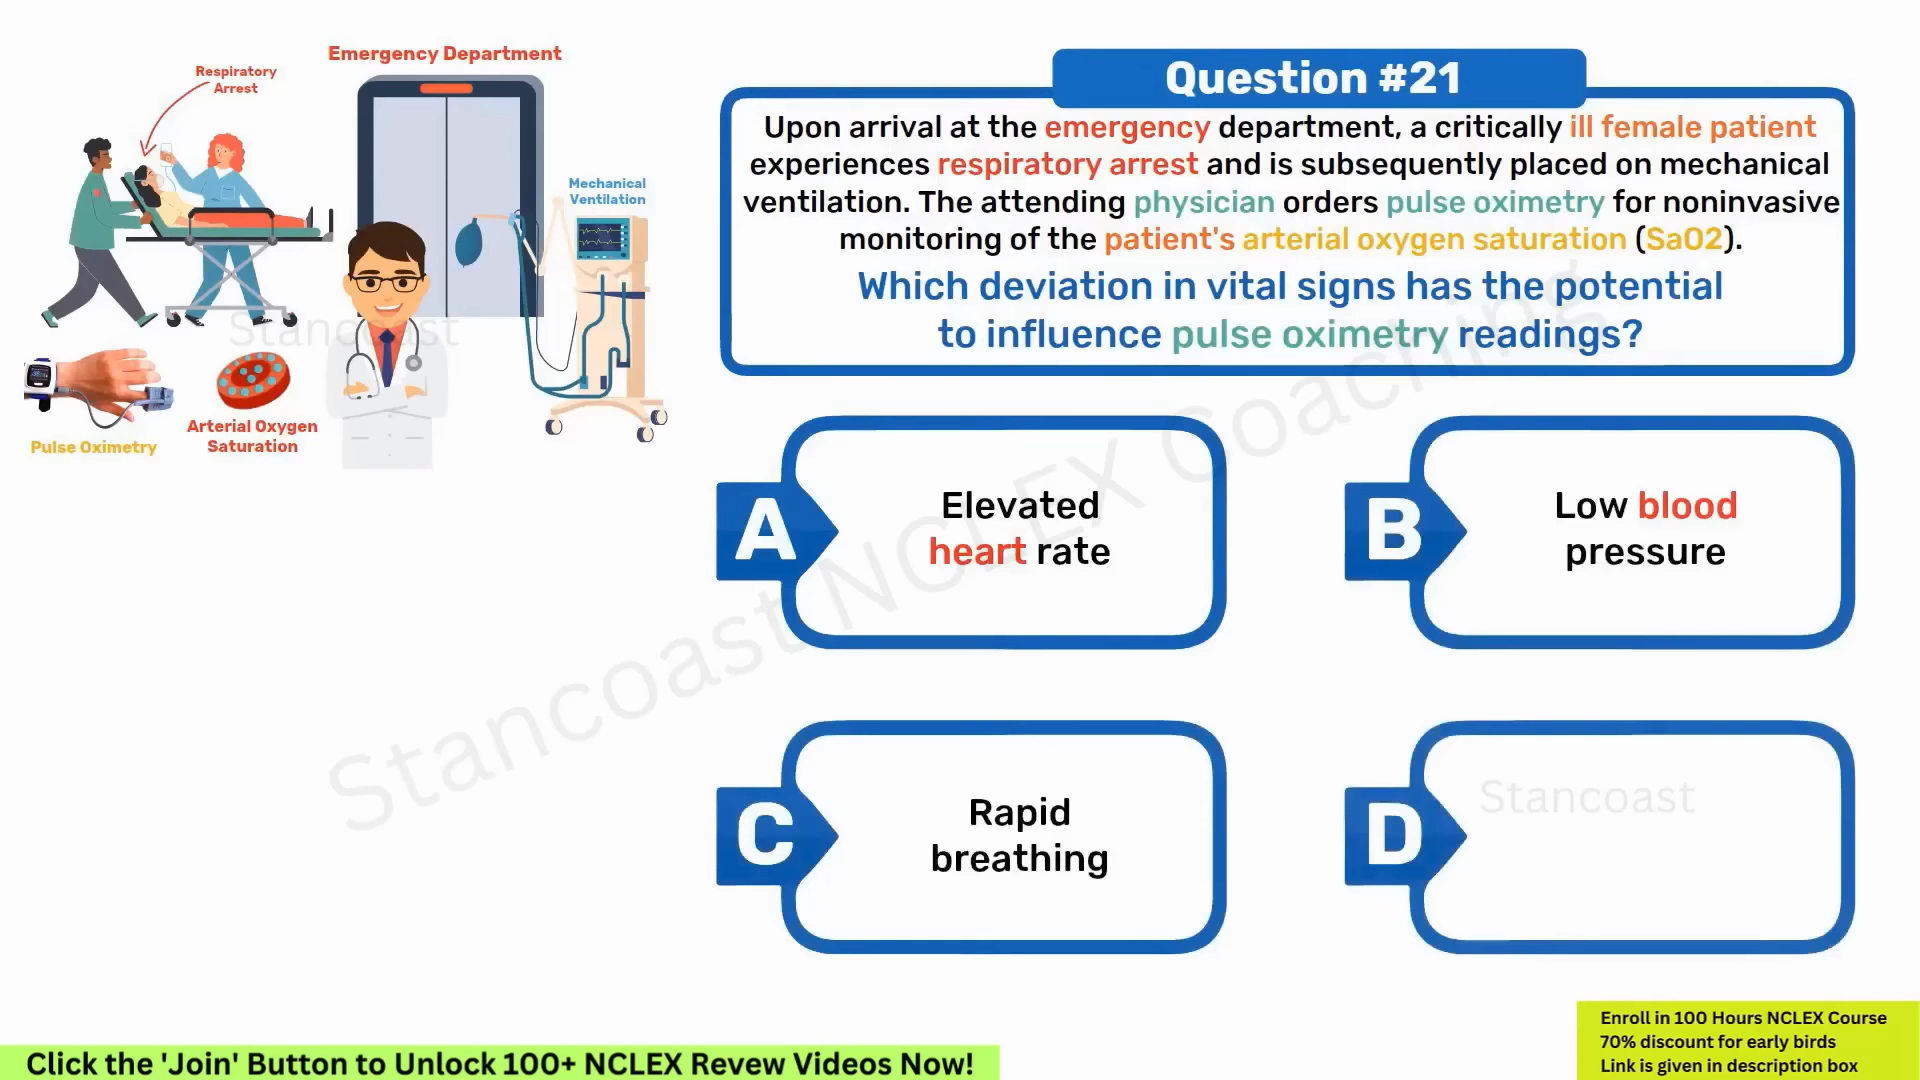 Emergency Department
Respiratory
Arrest
Mechanical
Ventilation
Pulse Oximetry
Arterial Oxygen
Saturation
Stancoast
Question #21
Upon arrival at the emergency department, a critically ill female patient
experiences respiratory arrest and is subsequently placed on mechanical
ventilation. The attending physician orders pulse oximetry for noninvasive
monitoring of the patient's arterial oxygen saturation (SaO2).
Which deviation in vital signs has the potential
to influence pulse oximetry readings?
A
Elevated
heart rate
B
Low blood
pressure
C
Rapid
breathing
D
Stancoast
Stancoast NCLEX Coaching
Click the 'Join' Button to Unlock 100+ NCLEX Revew Videos Now!
Enroll in 100 Hours NCLEX Course
70% discount for early birds
Link is given in description box